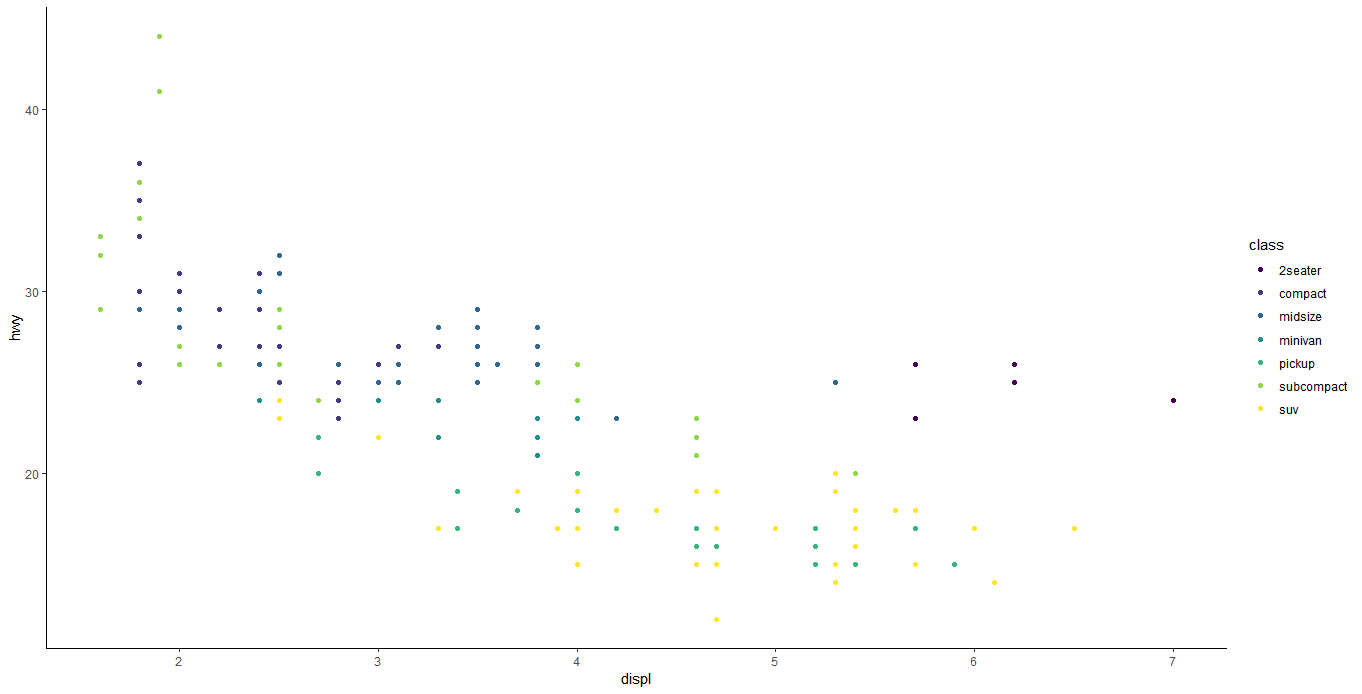 hwy
40
30
20
2
3
4
5
6
7
displ
class
2seater
compact
midsize
minivan
pickup
subcompact
suv